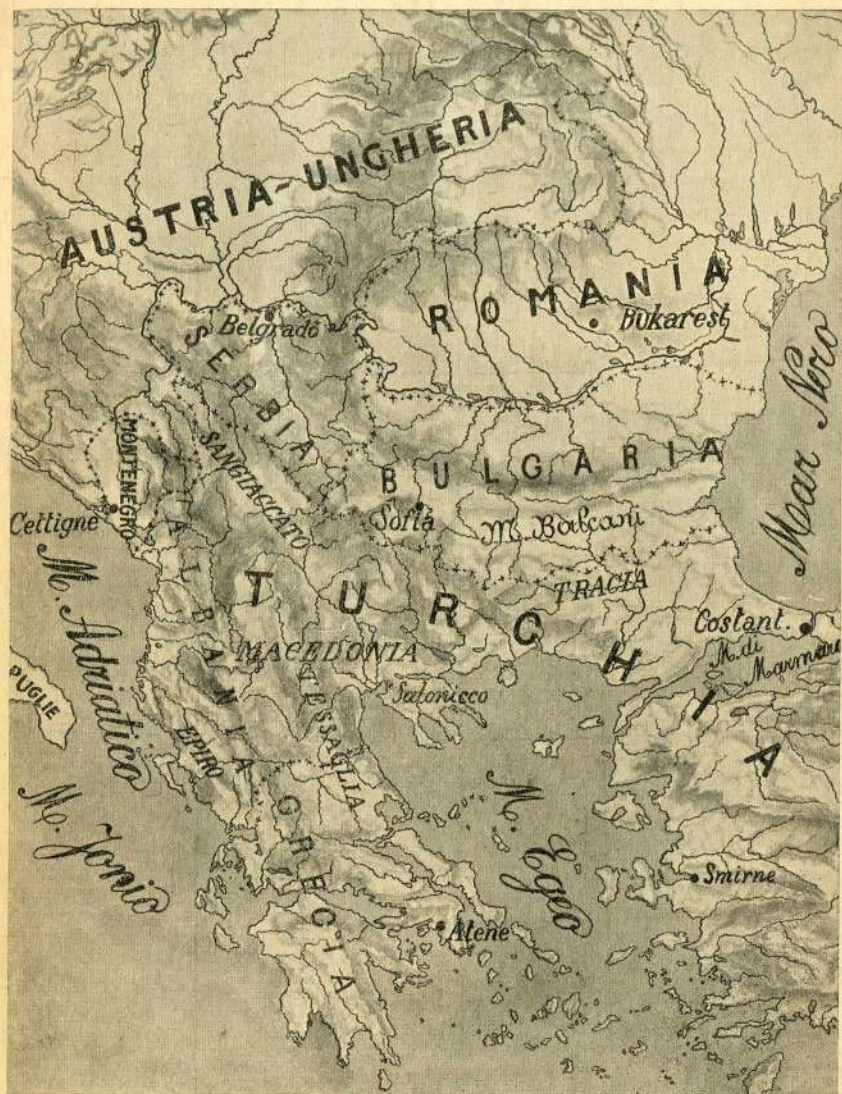 AUSTRIA-UNGHERIA
ROMANIA
Bukarest
Belgrado
SERBIA
Mar Nero
MONTENEGRO
SANGIACCATO
BULGARIA
Sofia
M. Balcani
Cettigne
ALBANIA
TURCHIA
TRACIA
Costant.
M. di
Marmara
M. Adriatico
MACEDONIA
Salonicco
PUGLIE
EPIRO
TESSAGLIA
M. Jonio
GRECIA
M. Egeo
Smirne
Atene